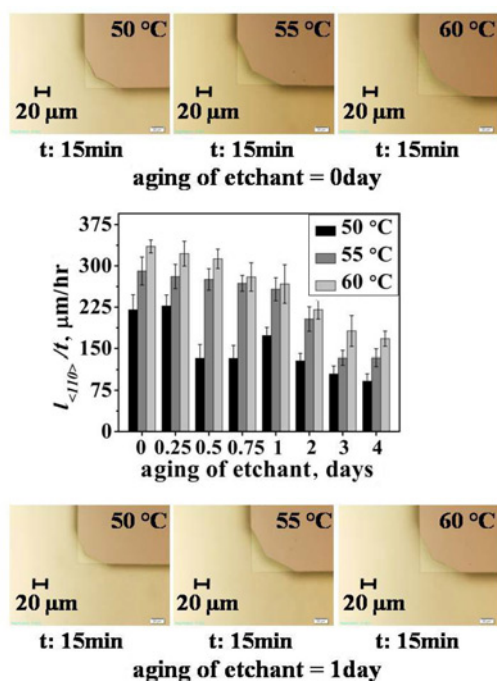 50 °C 55 °C 60 °C
20 μm 20 μm 20 μm
t: 15min t: 15min t: 15min
aging of etchant = 0day
375
300
225
150
75
0
l<110>/t, μm/hr
50 °C
55 °C
60 °C
0 0.25 0.5 0.75 1 2 3 4
aging of etchant, days
50 °C 55 °C 60 °C
20 μm 20 μm 20 μm
t: 15min t: 15min t: 15min
aging of etchant = 1day